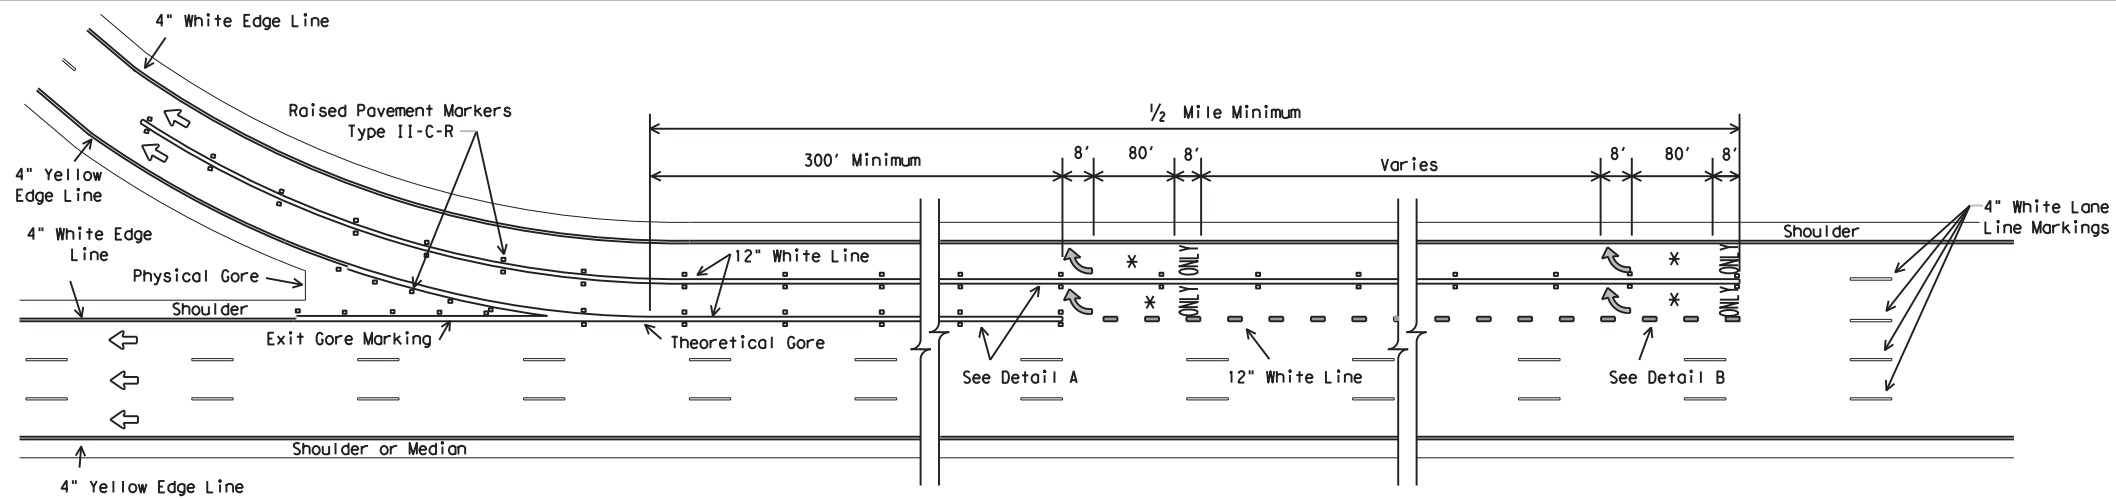 4" White Edge Line
Raised Pavement Markers
Type II-C-R
½ Mile Minimum
300' Minimum
8'
80'
8'
Varies
8'
80'
8'
4" Yellow
Edge Line
4" White Edge
Line
Physical Gore
Shoulder
12" White Line
ONLY
*
ONLY
*
ONLY
*
ONLY
*
Shoulder
4" White Lane
Line Markings
Exit Gore Marking
Theoretical Gore
See Detail A
12" White Line
See Detail B
Shoulder or Median
4" Yellow Edge Line